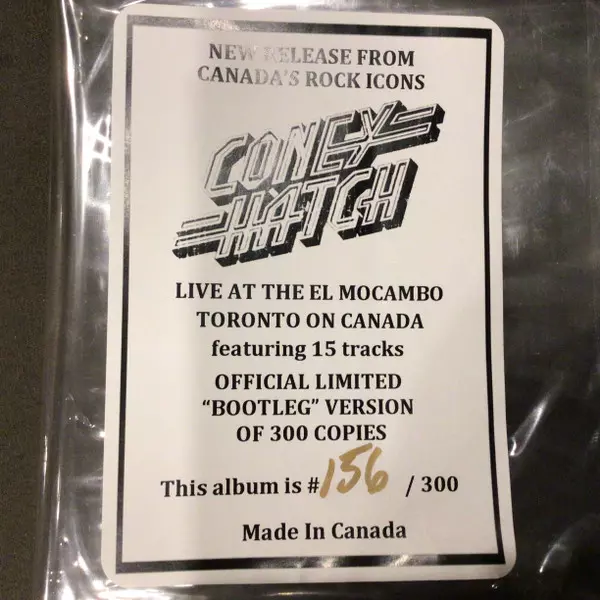 NEW RELEASE FROM
CANADA'S ROCK ICONS
CONEY
HATCH
LIVE AT THE EL MOCAMBO
TORONTO ON CANADA
featuring 15 tracks
OFFICIAL LIMITED
“BOOTLEG” VERSION
OF 300 COPIES
This album is #156 / 300
Made In Canada